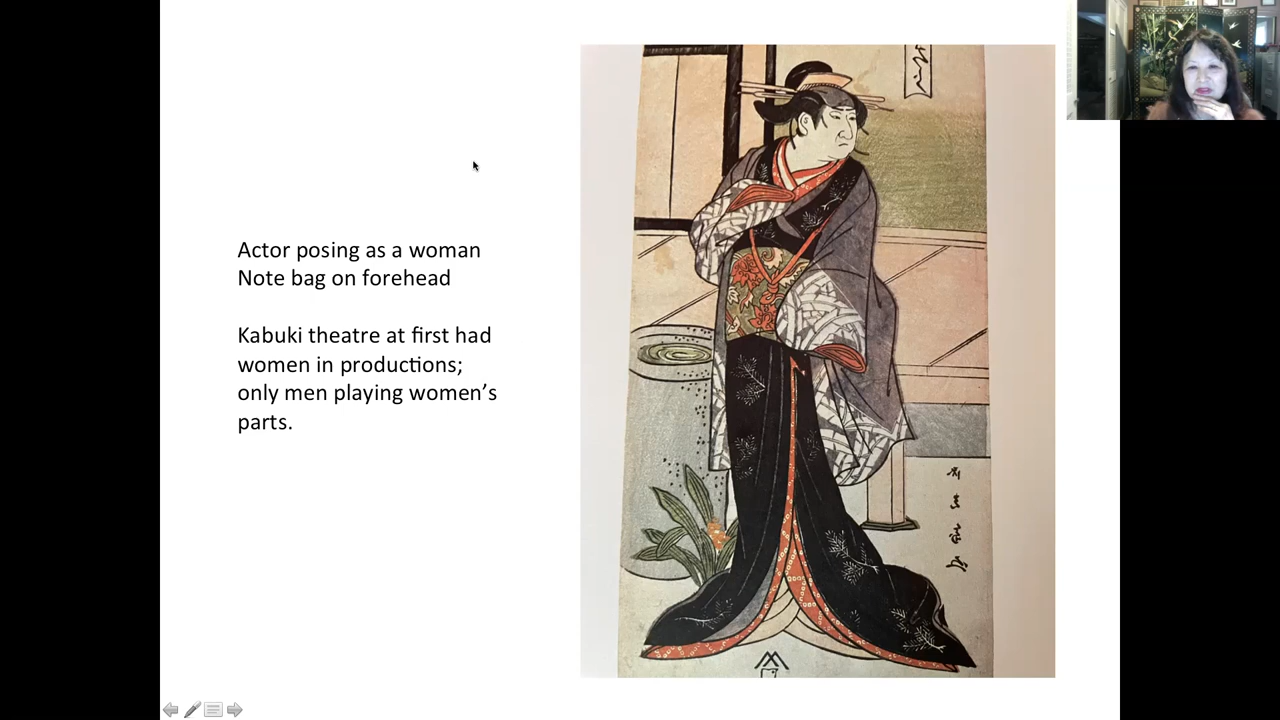 Actor posing as a woman
Note bag on forehead
Kabuki theatre at first had
women in productions;
only men playing women's
parts.